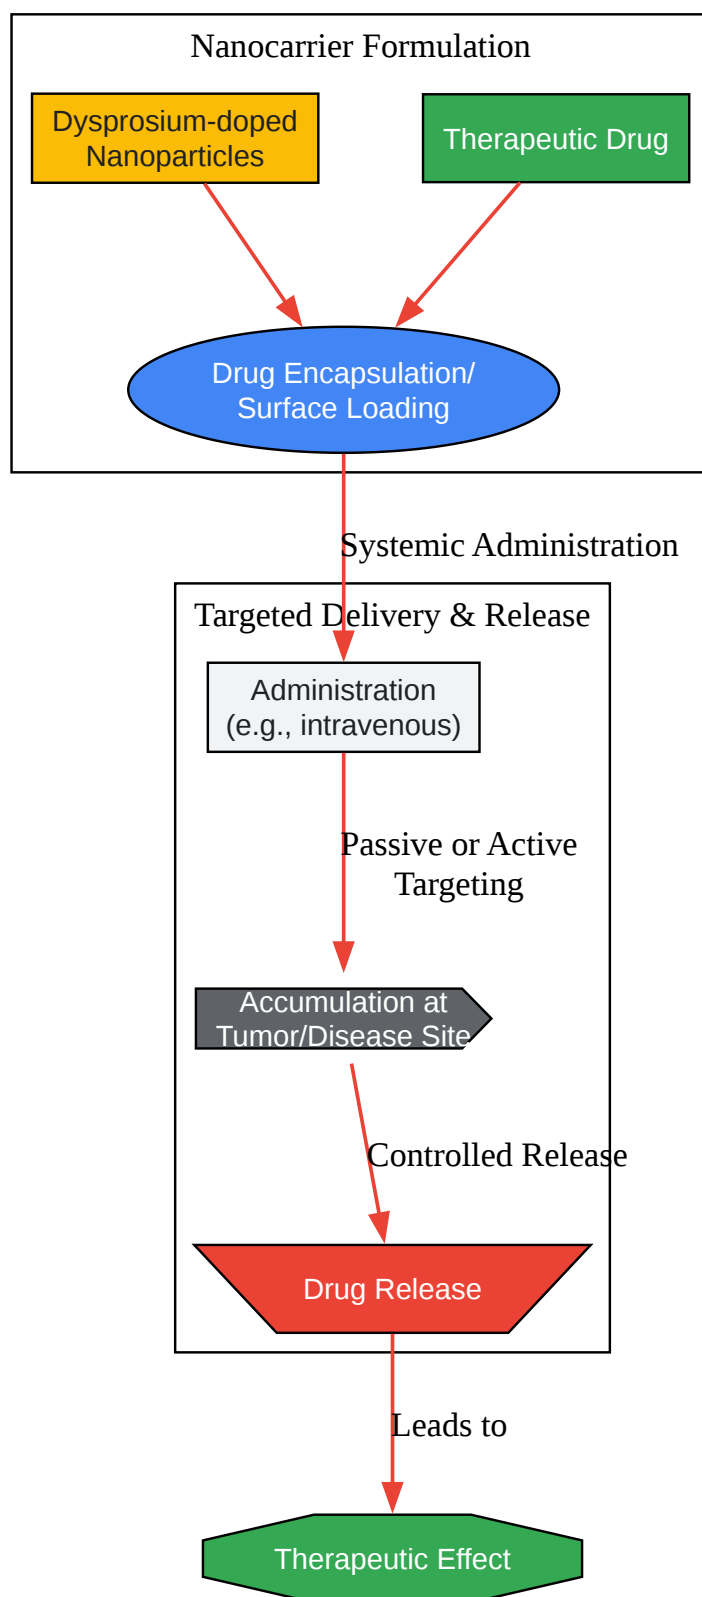 Nanocarrier Formulation
Dysprosium-doped
Nanoparticles
Therapeutic Drug
Drug Encapsulation/
Surface Loading
Systemic Administration
Targeted Delivery & Release
Administration
(e.g., intravenous)
Passive or Active
Targeting
Accumulation at
Tumor/Disease Site
Controlled Release
Drug Release
Leads to
Therapeutic Effect